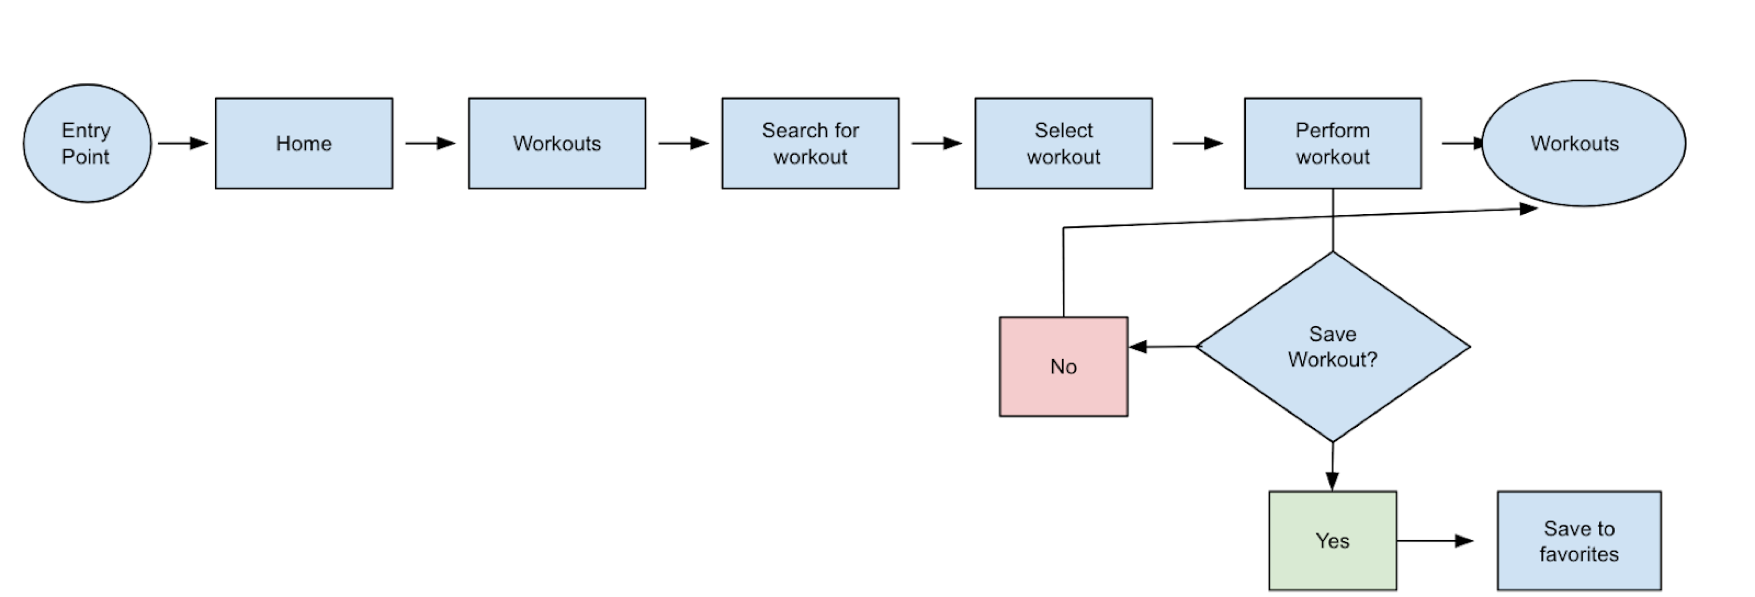 Entry
Point
Home
Workouts
Search for
workout
Select
workout
Perform
workout
Workouts
Save
Workout?
No
Yes
Save to
favorites